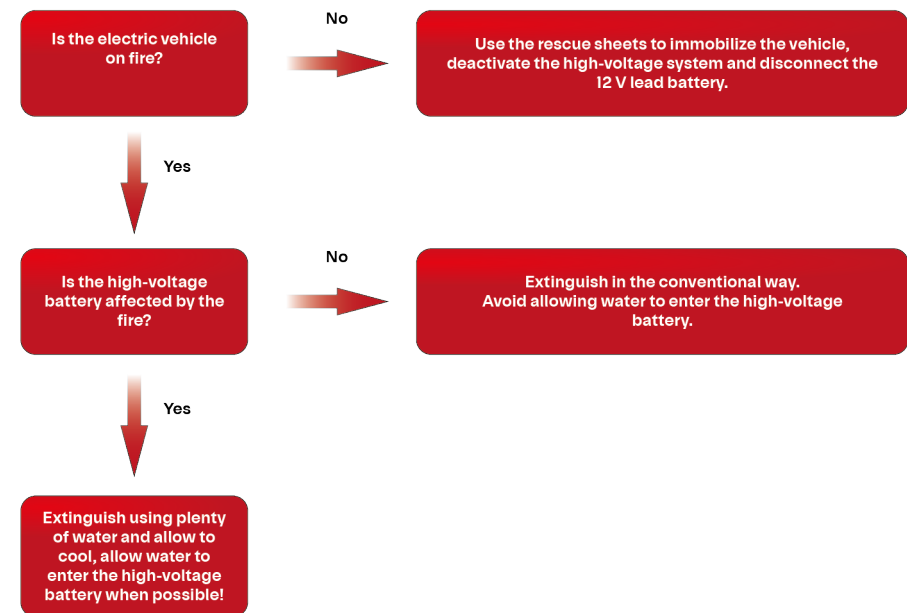 Is the electric vehicle
on fire?
No
Use the rescue sheets to immobilize the vehicle,
deactivate the high-voltage system and disconnect the
12 V lead battery.
Yes
Is the high-voltage
battery affected by the
fire?
No
Extinguish in the conventional way.
Avoid allowing water to enter the high-voltage
battery.
Yes
Extinguish using plenty
of water and allow to
cool, allow water to
enter the high-voltage
battery when possible!